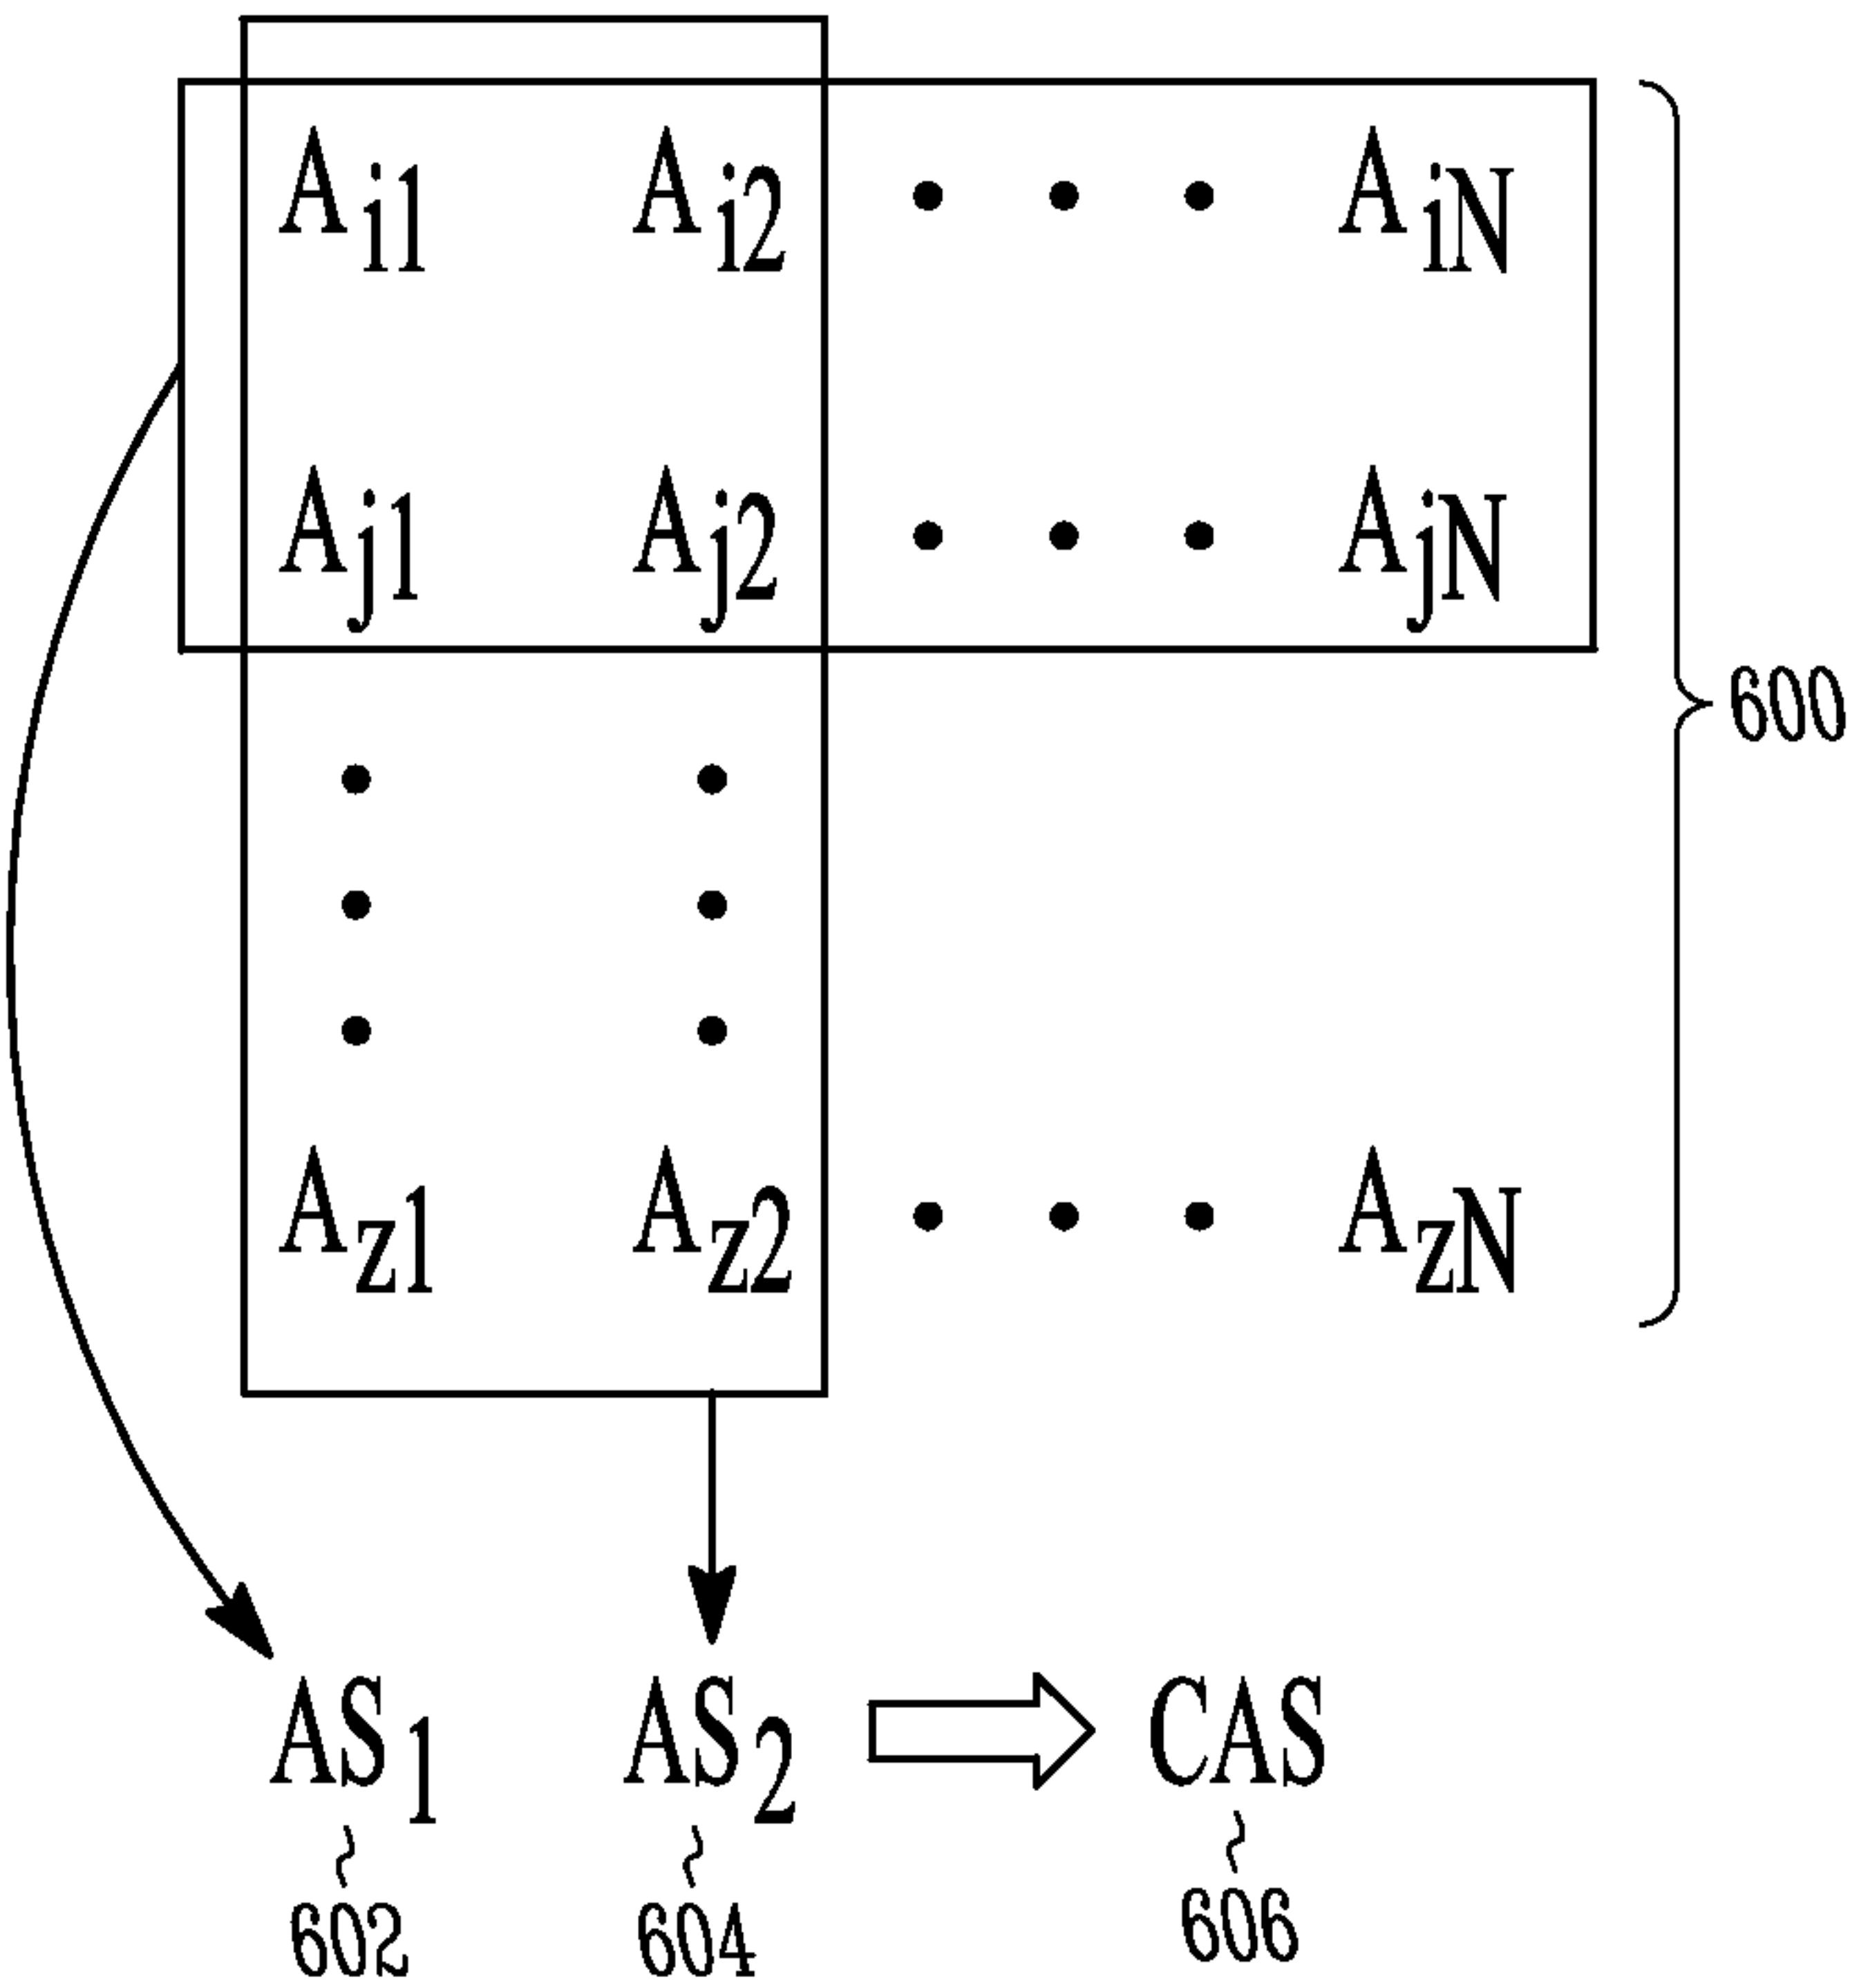 Ai1 Ai2 • • • AiN
Aj1 Aj2 • • • AjN
600
Az1 Az2 • • • AzN
AS1 AS2 CAS
602 604 606